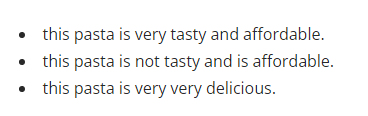 this pasta is very tasty and affordable.
this pasta is not tasty and is affordable.
this pasta is very very delicious.